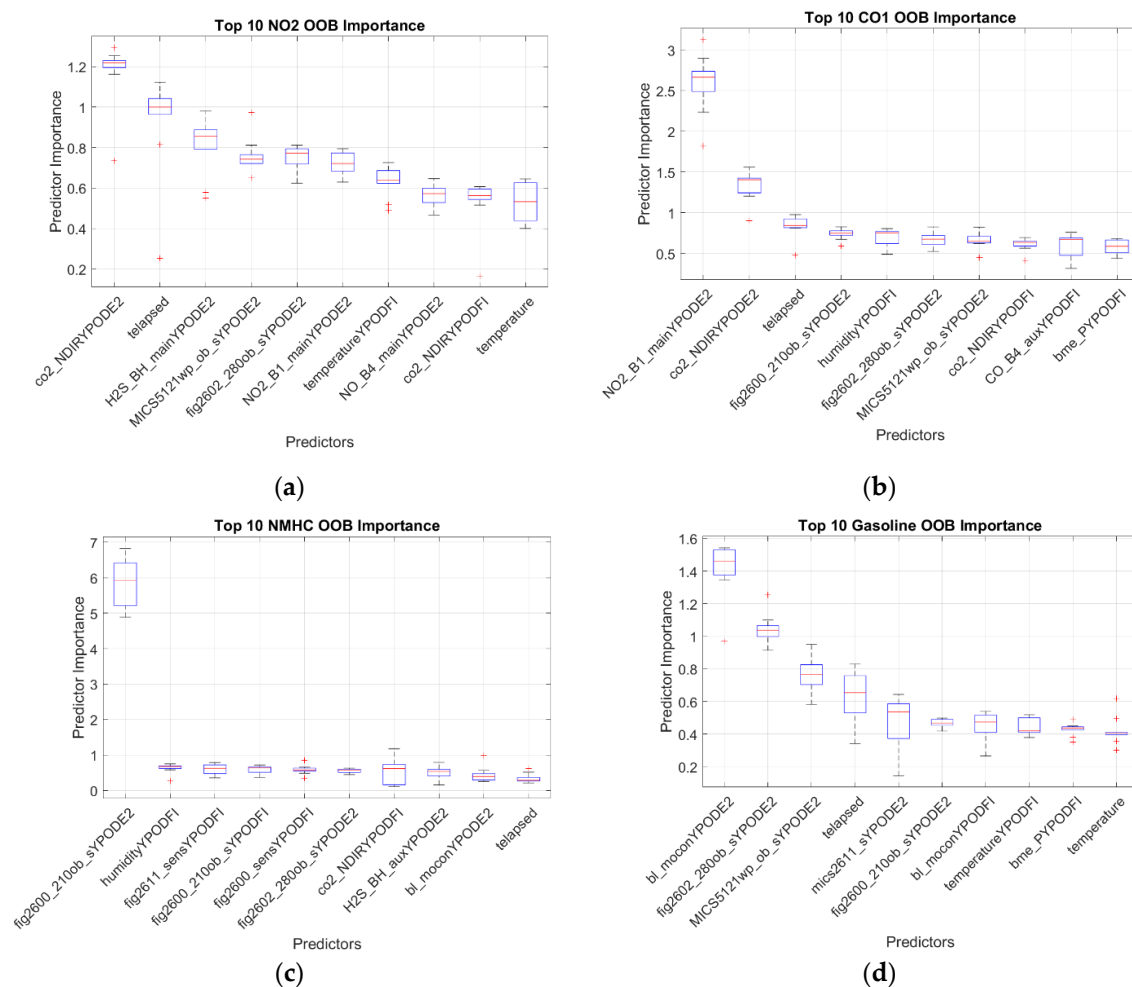 Top 10 NO2 OOB Importance
Predictor Importance
1.2
1
0.8
0.6
0.4
0.2
co2_NDIRYPODE2
telapsed
H2S_BH_mainYPODE2
MICS5121wp_ob_sYPODE2
fig2602_280ob_sYPODE2
NO2_B1_mainYPODE2
temperatureYPODFI
NO_B4_mainYPODE2
co2_NDIRYPODFI
temperature
Predictors
(a)
Top 10 CO1 OOB Importance
Predictor Importance
3
2.5
2
1.5
1
0.5
NO2_B1_mainYPODE2
co2_NDIRYPODE2
telapsed
fig2600_210ob_sYPODE2
humidityYPODFI
fig2602_280ob_sYPODE2
MICS5121wp_ob_sYPODE2
co2_NDIRYPODFI
CO_B4_auxYPODFI
bme_PYPODFI
Predictors
(b)
Top 10 NMHC OOB Importance
Predictor Importance
7
6
5
4
3
2
1
0
fig2600_210ob_sYPODE2
humidityYPODFI
fig2611_sensYPODFI
fig2600_210ob_sYPODFI
fig2600_sensYPODFI
fig2602_280ob_sYPODE2
co2_NDIRYPODFI
H2S_BH_auxYPODE2
bl_moconYPODE2
telapsed
Predictors
(c)
Top 10 Gasoline OOB Importance
Predictor Importance
1.6
1.4
1.2
1
0.8
0.6
0.4
0.2
bl_moconYPODE2
fig2602_280ob_sYPODE2
MICS5121wp_ob_sYPODE2
telapsed
mics2611_sYPODE2
fig2600_210ob_sYPODE2
bl_moconYPODFI
temperatureYPODFI
bme_PYPODFI
temperature
Predictors
(d)